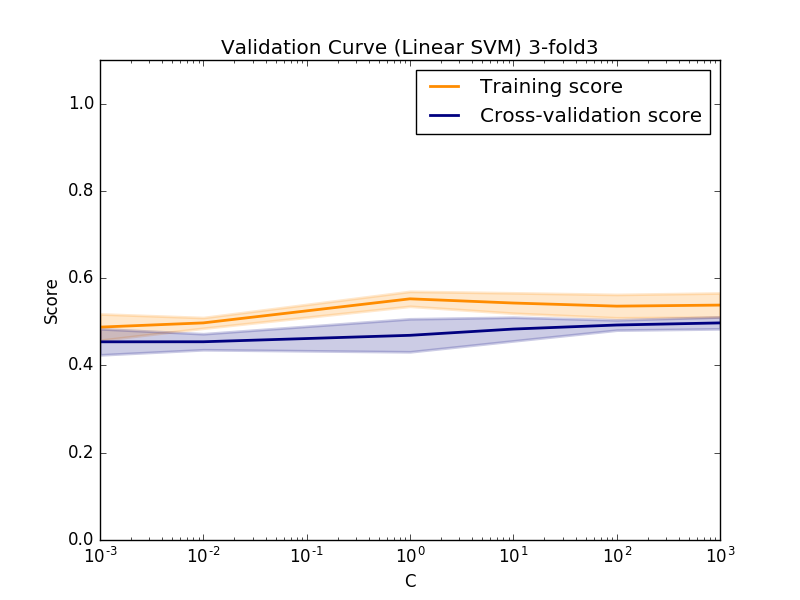 Validation Curve (Linear SVM) 3-fold3
Training score
Cross-validation score
1.0
0.8
0.6
0.4
0.2
0.0
Score
10^-3 10^-2 10^-1 10^0 10^1 10^2 10^3
C